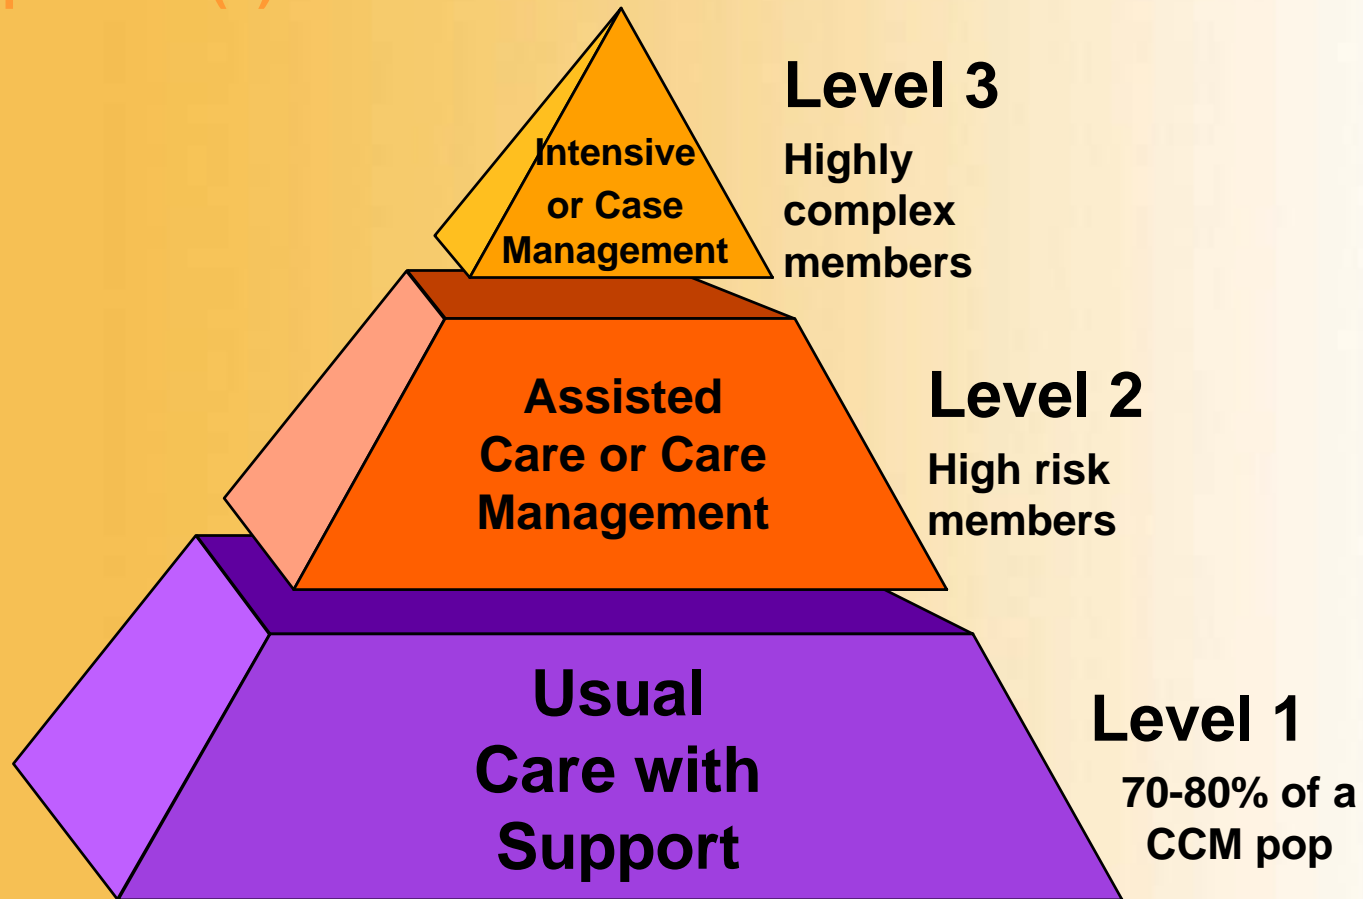 Level 3
Highly
complex
members
Intensive
or Case
Management
Level 2
High risk
members
Assisted
Care or Care
Management
Level 1
70-80% of a
CCM pop
Usual
Care with
Support